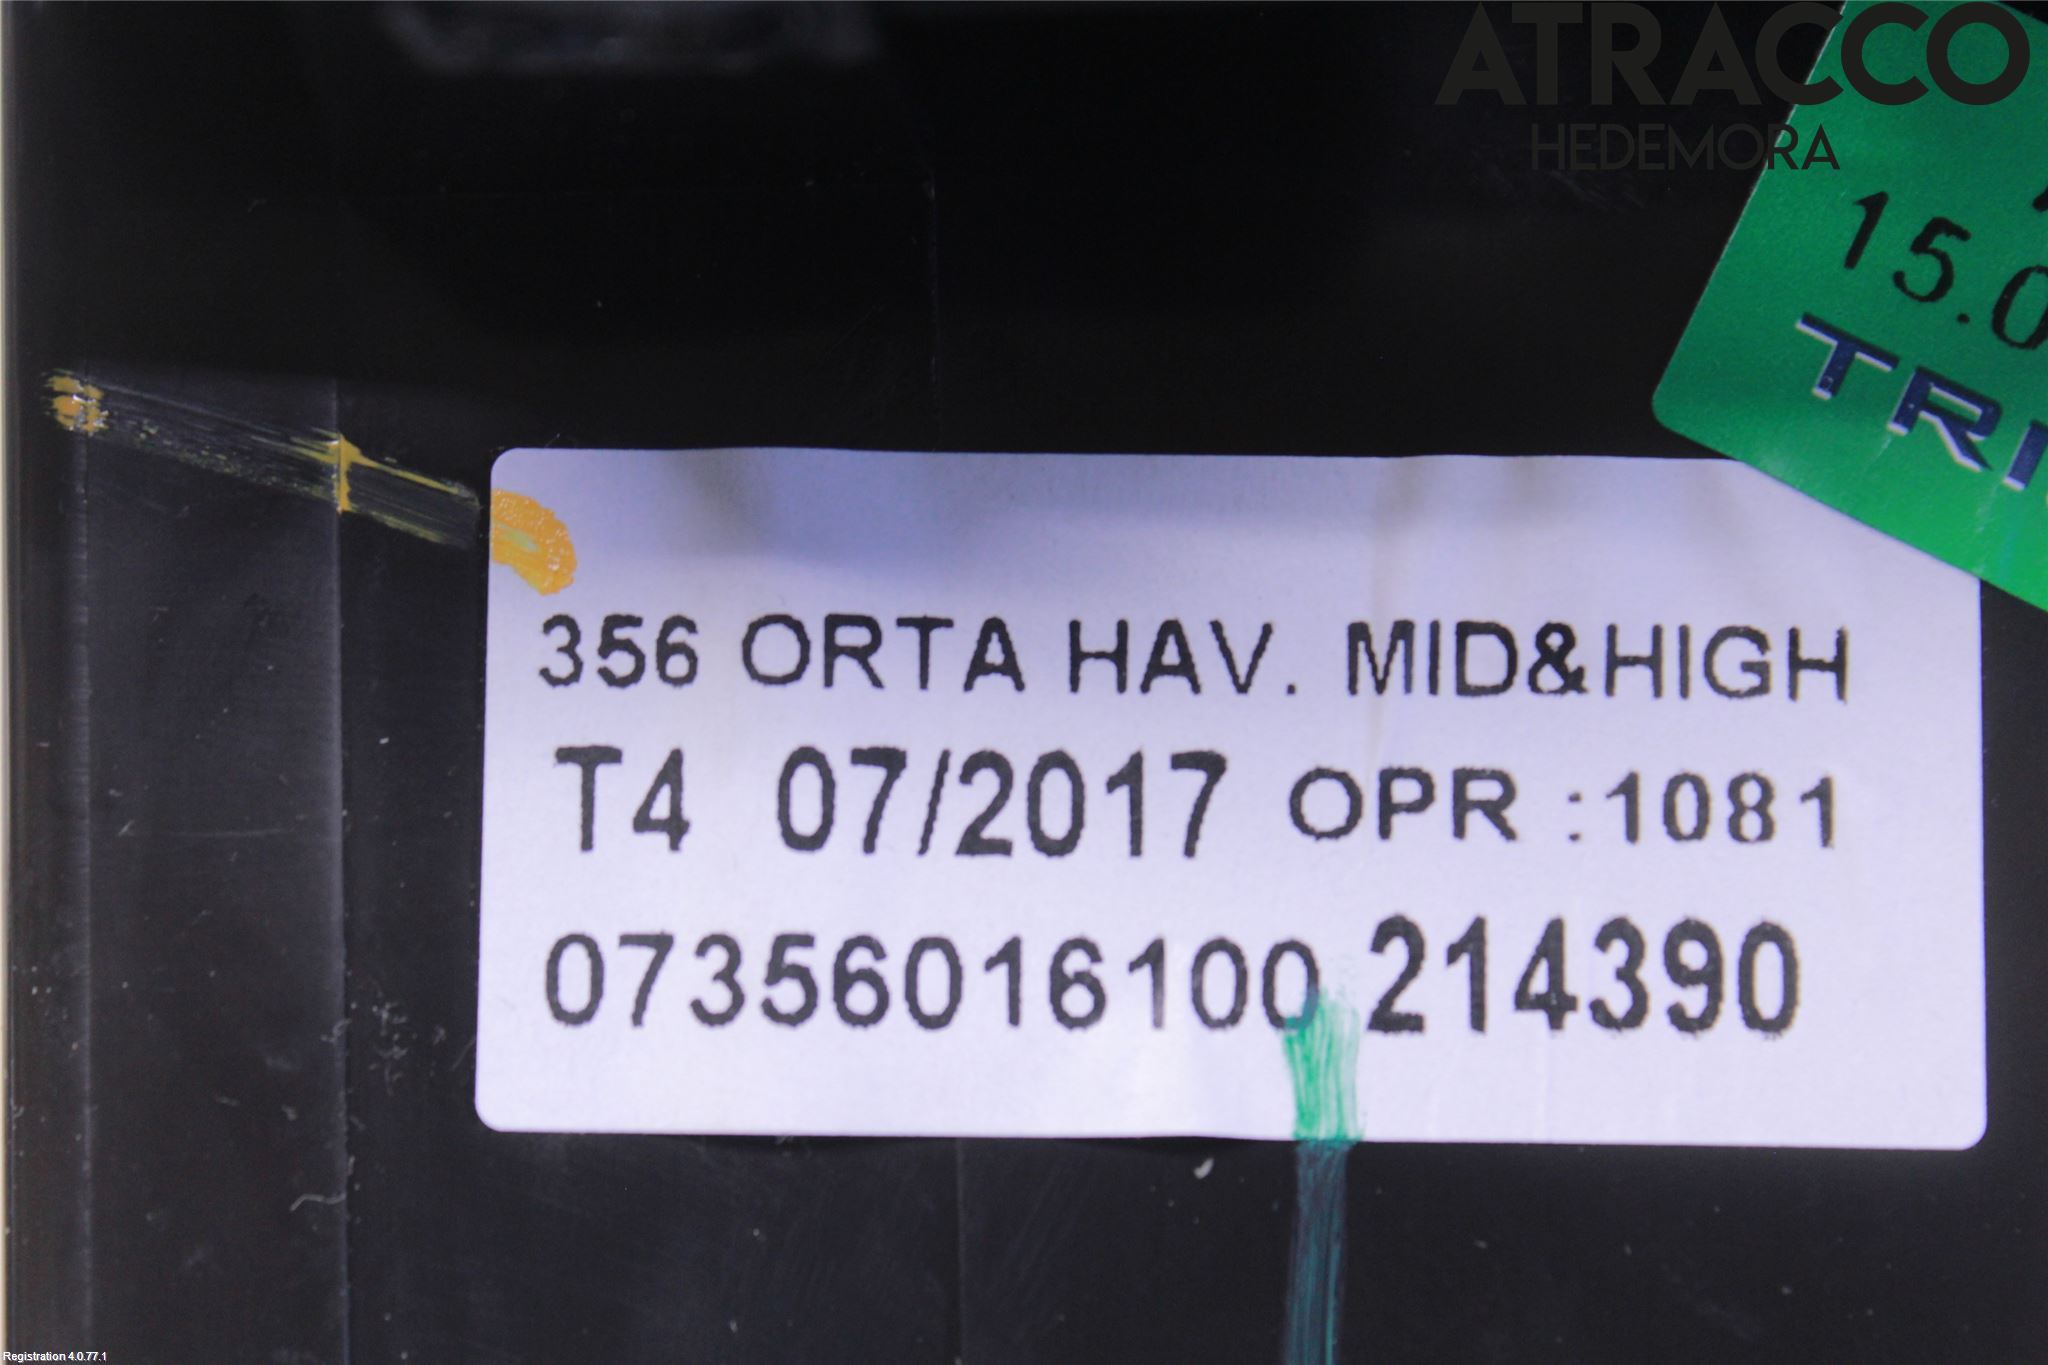 ATRACCO
HEDEMORA
15.0
TRI
356 ORTA HAV. MID&HIGH
T4 07/2017 OPR :1081
07356016100 214390
Registration 4.0.77.1